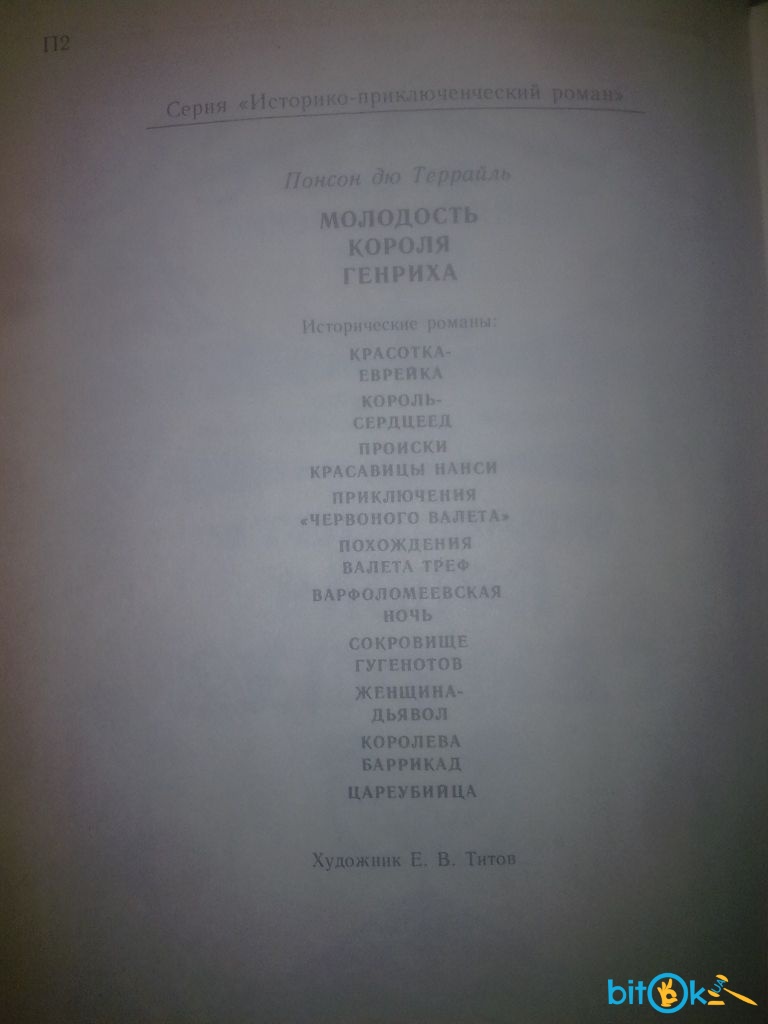 П2
Серия «Историко-приключенческий роман»
Понсон дю Террайль
МОЛОДОСТЬ
КОРОЛЯ
ГЕНРИХА
Исторические романы:
КРАСОТКА-
ЕВРЕЙКА
КОРОЛЬ-
СЕРДЦЕЕД
ПРОИСКИ
КРАСАВИЦЫ НАНСИ
ПРИКЛЮЧЕНИЯ
«ЧЕРВОНОГО ВАЛЕТА»
ПОХОЖДЕНИЯ
ВАЛЕТА ТРЕФ
ВАРФОЛОМЕЕВСКАЯ
НОЧЬ
СОКРОВИЩЕ
ГУГЕНОТОВ
ЖЕНЩИНА-
ДЬЯВОЛ
КОРОЛЕВА
БАРРИКАД
ЦАРЕУБИЙЦА
Художник Е. В. Титов
bitOk UA